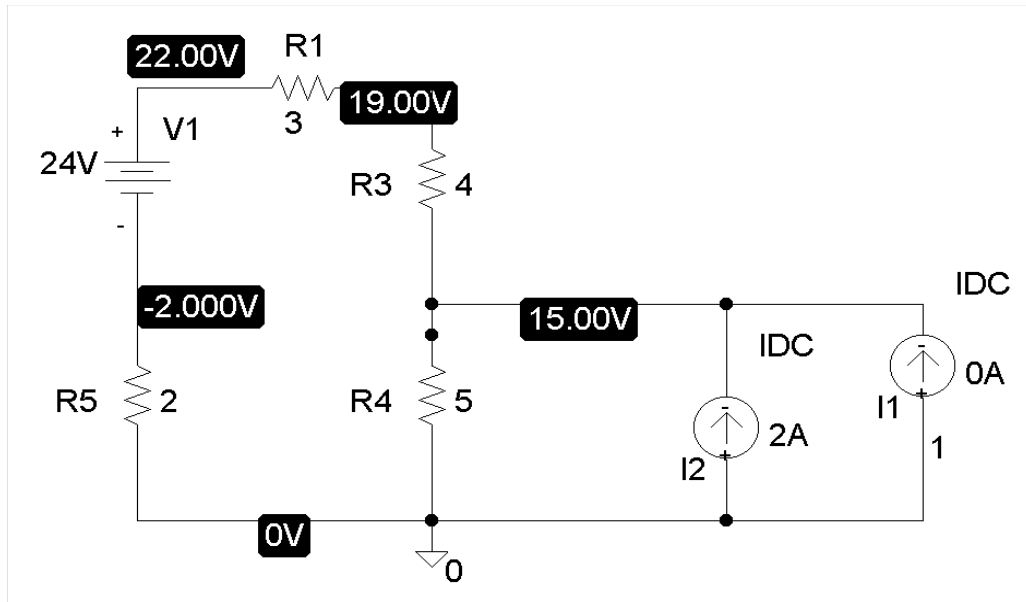 R1
22.00V
19.00V
3
+
V1
24V
R3
4
-
IDC
-2.000V
15.00V
IDC
-
0A
R5
2
R4
5
-
I1
+
2A
1
+
I2
0V
0